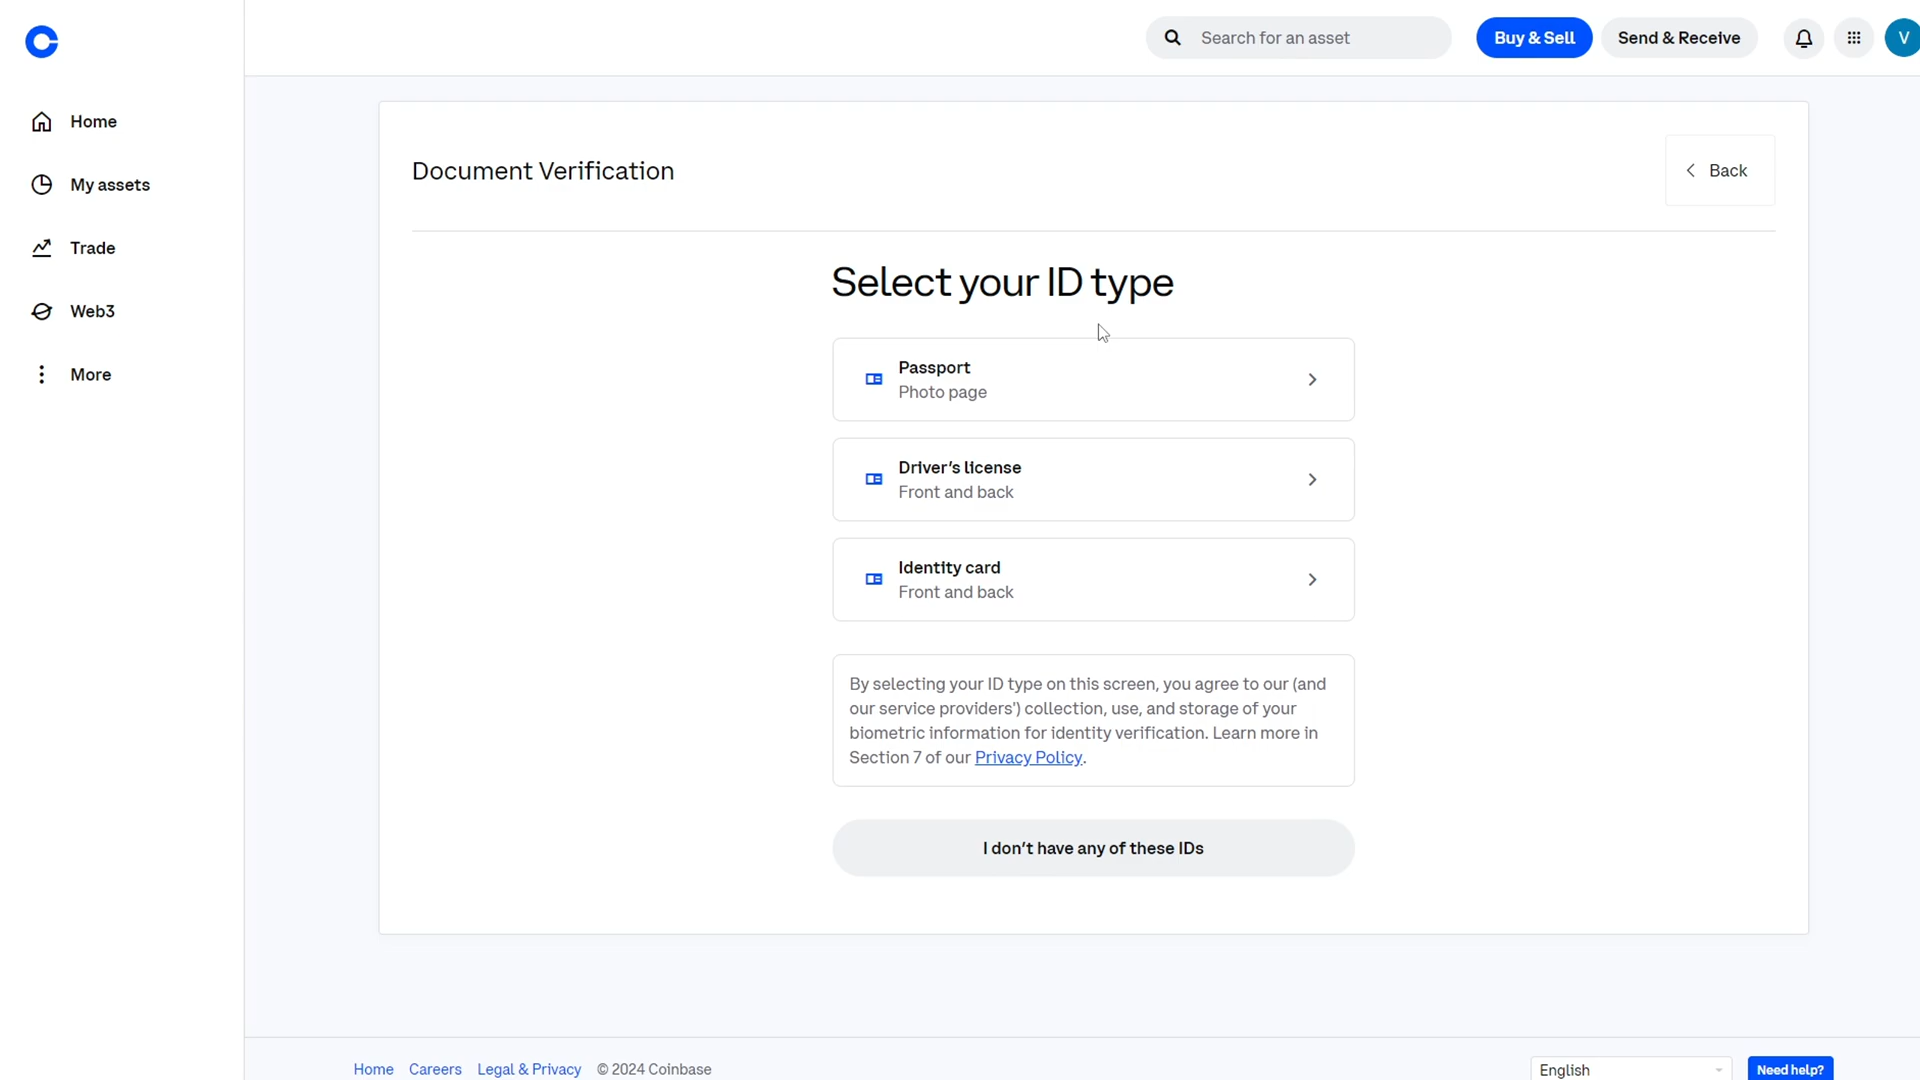 Search for an asset
Buy & Sell
Send & Receive
V
Home
My assets
Trade
Web3
More
Document Verification
Back
Select your ID type
Passport
Photo page
Driver's license
Front and back
Identity card
Front and back
By selecting your ID type on this screen, you agree to our (and
our service providers') collection, use, and storage of your
biometric information for identity verification. Learn more in
Section 7 of our Privacy Policy.
I don't have any of these IDs
Home Careers Legal & Privacy © 2024 Coinbase
English
Need help?